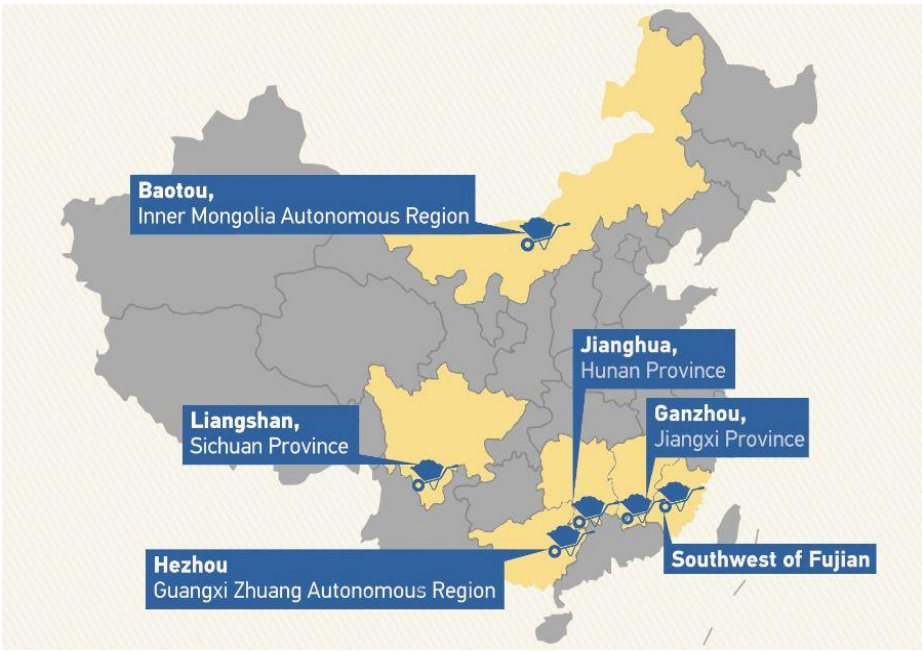 Baotou,
Inner Mongolia Autonomous Region
Jianghua,
Hunan Province
Ganzhou,
Jiangxi Province
Liangshan,
Sichuan Province
Southwest of Fujian
Hezhou
Guangxi Zhuang Autonomous Region